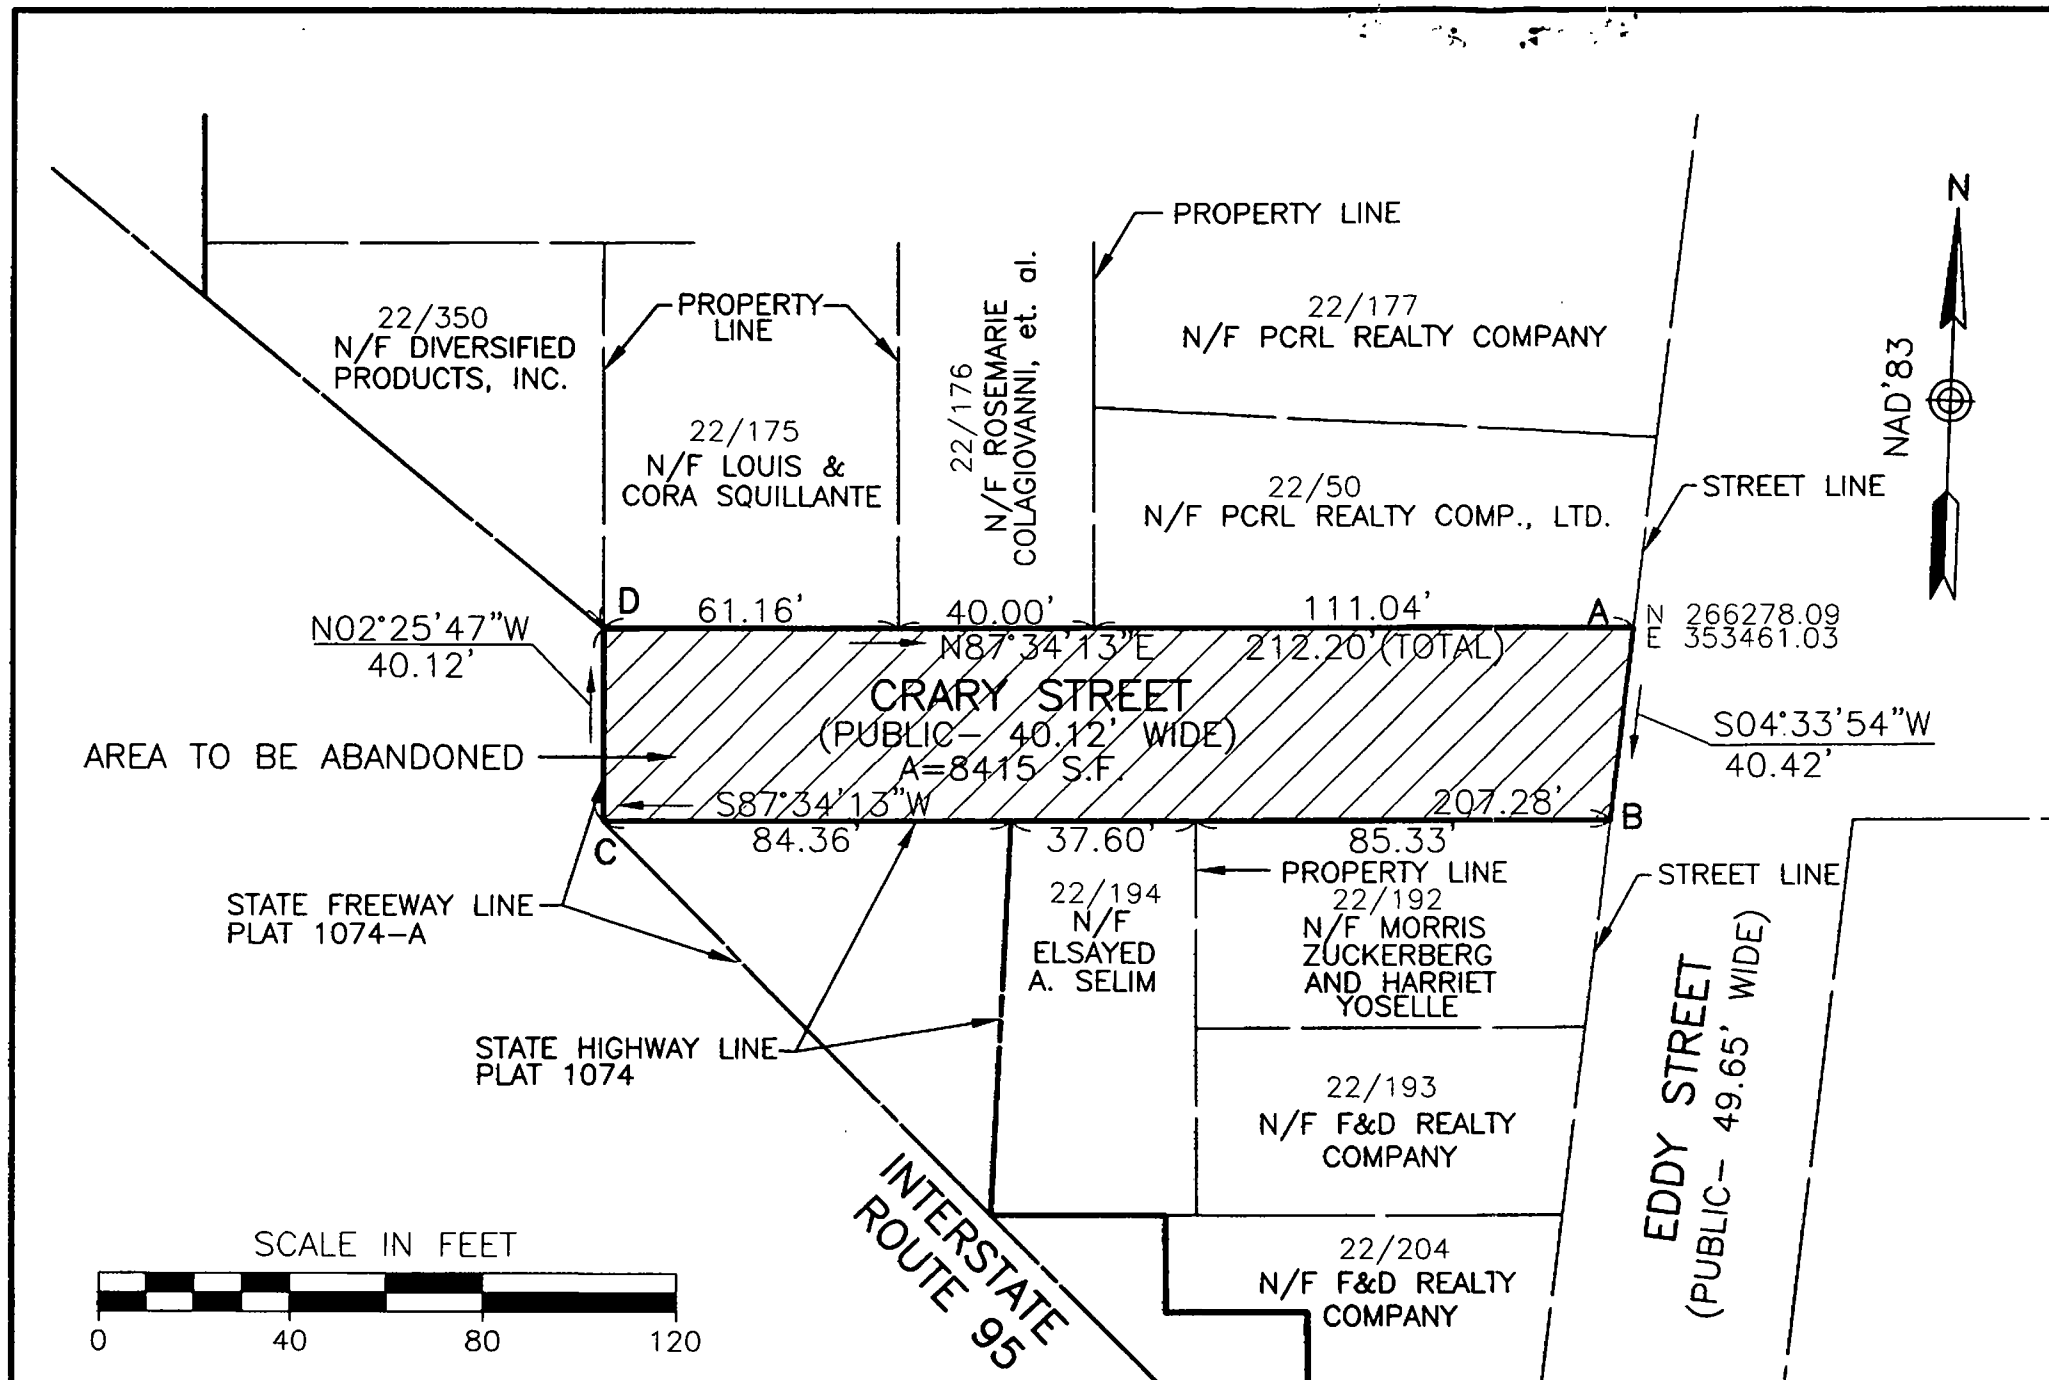 PROPERTY LINE
N
22/350
N/F DIVERSIFIED
PRODUCTS, INC.
PROPERTY
LINE
22/175
N/F LOUIS &
CORA SQUILLANTE
22/176
N/F ROSEMARIE
COLAGIOVANNI, et. al.
22/177
N/F PCRL REALTY COMPANY
22/50
N/F PCRL REALTY COMP., LTD.
NAD'83
STREET LINE
D
61.16'
40.00'
111.04'
A
N 266278.09
E 353461.03
N02°25'47"W
40.12'
N87°34'13"E
212.20'(TOTAL)
CRARY STREET
(PUBLIC- 40.12' WIDE)
A=8415 S.F.
AREA TO BE ABANDONED
S04°33'54"W
40.42'
S87°34'13"W
207.28'
B
C
84.36'
37.60'
85.33'
PROPERTY LINE
STREET LINE
STATE FREEWAY LINE
PLAT 1074-A
22/194
N/F
ELSAYED
A. SELIM
22/192
N/F MORRIS
ZUCKERBERG
AND HARRIET
YOSELLE
STATE HIGHWAY LINE
PLAT 1074
22/193
N/F F&D REALTY
COMPANY
EDDY STREET
(PUBLIC- 49.65' WIDE)
INTERSTATE
ROUTE 95
22/204
N/F F&D REALTY
COMPANY
SCALE IN FEET
0 40 80 120